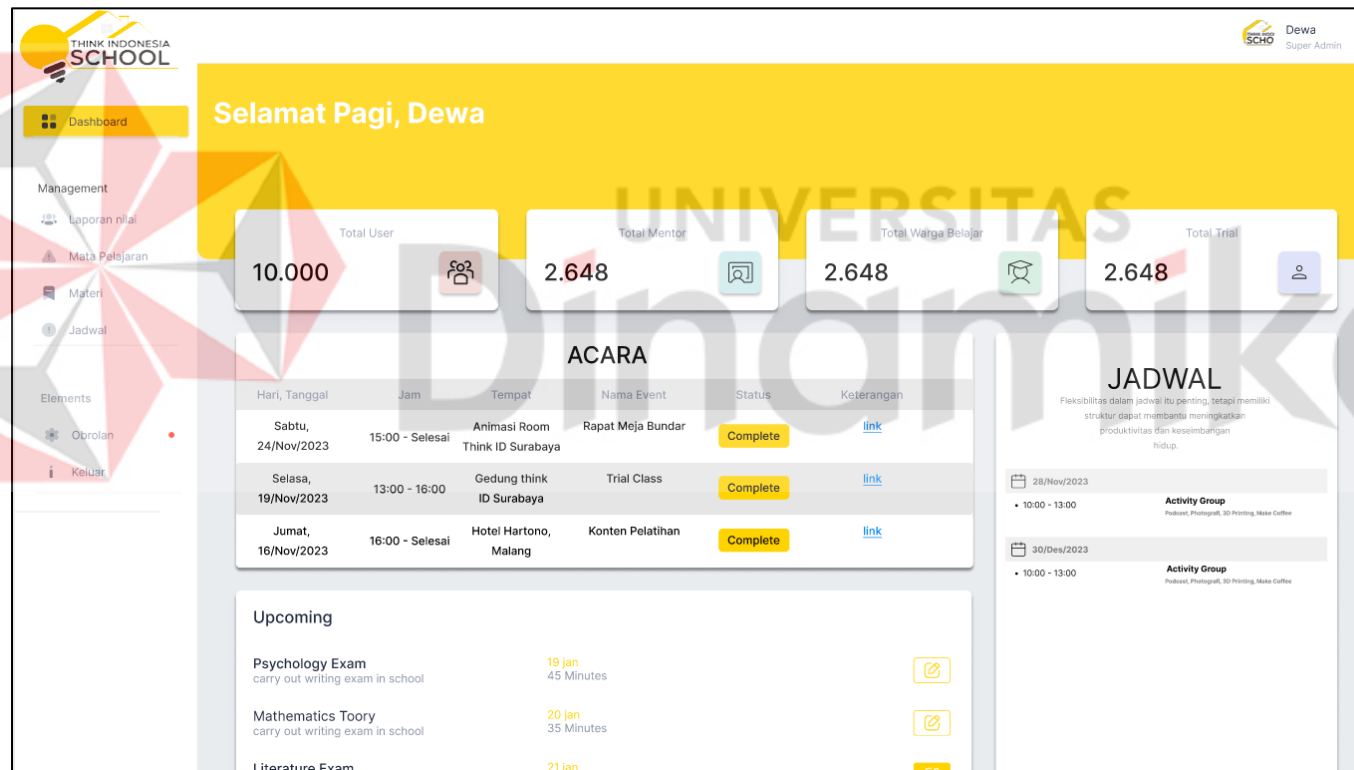 THINK INDONESIA
SCHOOL
Dewa
Super Admin
Dashboard
Management
Laporan nilai
Mata Pelajaran
Materi
Jadwal
Elements
Obrolan
Keluar
Selamat Pagi, Dewa
UNIVERSITAS
Dinamika
Total User
10.000
Total Mentor
2.648
Total Warga Belajar
2.648
Total Trial
2.648
ACARA
Hari, Tanggal Jam Tempat Nama Event Status Keterangan
Sabtu,
24/Nov/2023
15:00 - Selesai
Animasi Room
Think ID Surabaya
Rapat Meja Bundar
Complete
link
Selasa,
19/Nov/2023
13:00 - 16:00
Gedung think
ID Surabaya
Trial Class
Complete
link
Jumat,
16/Nov/2023
16:00 - Selesai
Hotel Hartono,
Malang
Konten Pelatihan
Complete
link
JADWAL
Fleksibilitas dalam jadwal itu penting, tetapi memiliki
struktur dapat membantu meningkatkan
produktivitas dan keseimbangan
hidup.
28/Nov/2023
• 10:00 - 13:00 Activity Group
Podcast, Photografi, 3D Printing, Make Coffee
30/Des/2023
• 10:00 - 13:00 Activity Group
Podcast, Photografi, 3D Printing, Make Coffee
Upcoming
Psychology Exam
carry out writing exam in school
19 jan
45 Minutes
Mathematics Toory
carry out writing exam in school
20 jan
35 Minutes
Literature Exam
21 jan